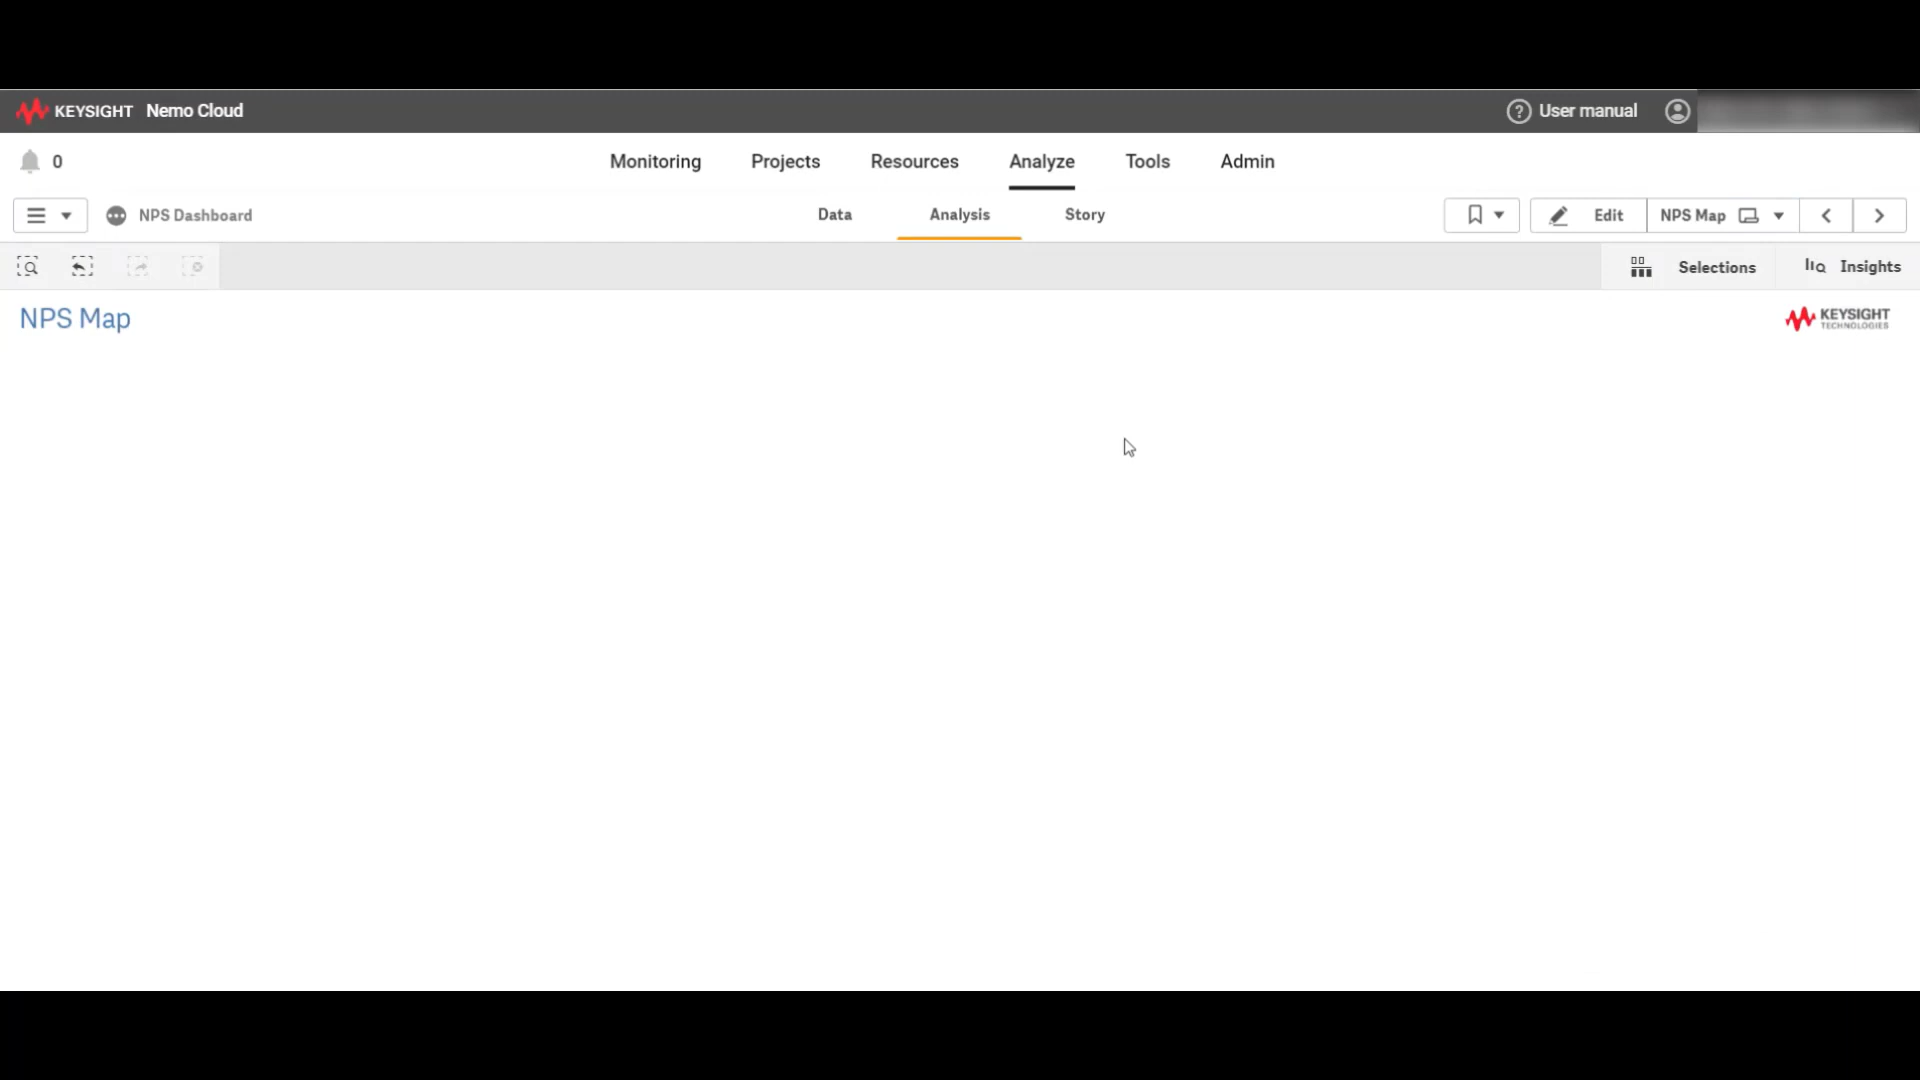 KEYSIGHT Nemo Cloud
? User manual
0
Monitoring Projects Resources Analyze Tools Admin
NPS Dashboard
Data Analysis Story
Edit NPS Map
Selections Insights
NPS Map
KEYSIGHT
TECHNOLOGIES